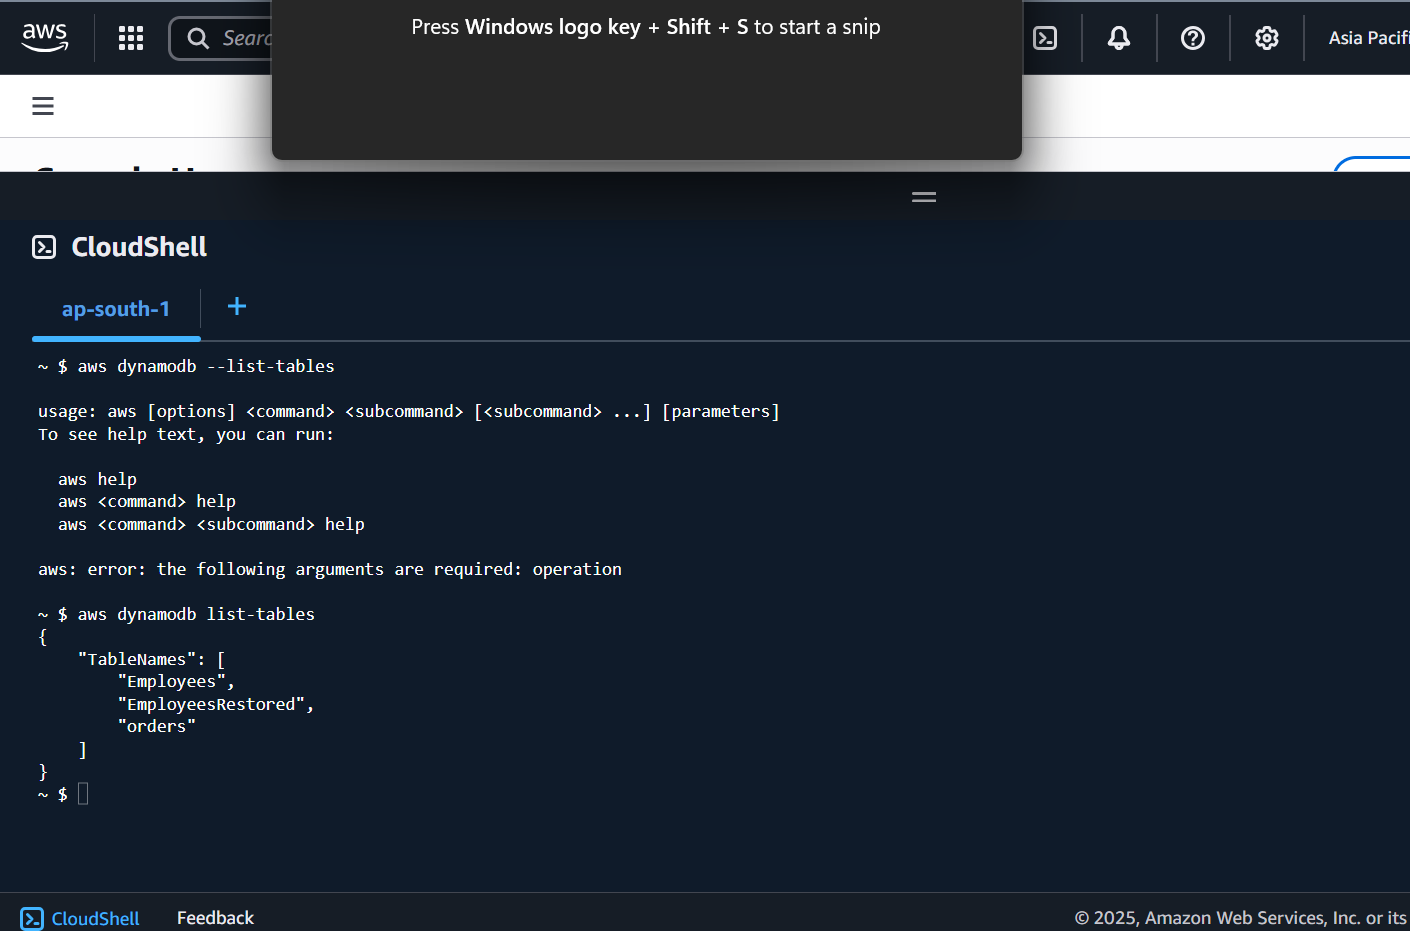 aws
Searc
Press Windows logo key + Shift + S to start a snip
Asia Pacifi
CloudShell
ap-south-1
+
~ $ aws dynamodb --list-tables
usage: aws [options] <command> <subcommand> [<subcommand> ...] [parameters]
To see help text, you can run:
aws help
aws <command> help
aws <command> <subcommand> help
aws: error: the following arguments are required: operation
~ $ aws dynamodb list-tables
{
"TableNames": [
"Employees",
"EmployeesRestored",
"orders"
]
}
~ $
CloudShell
Feedback
© 2025, Amazon Web Services, Inc. or its